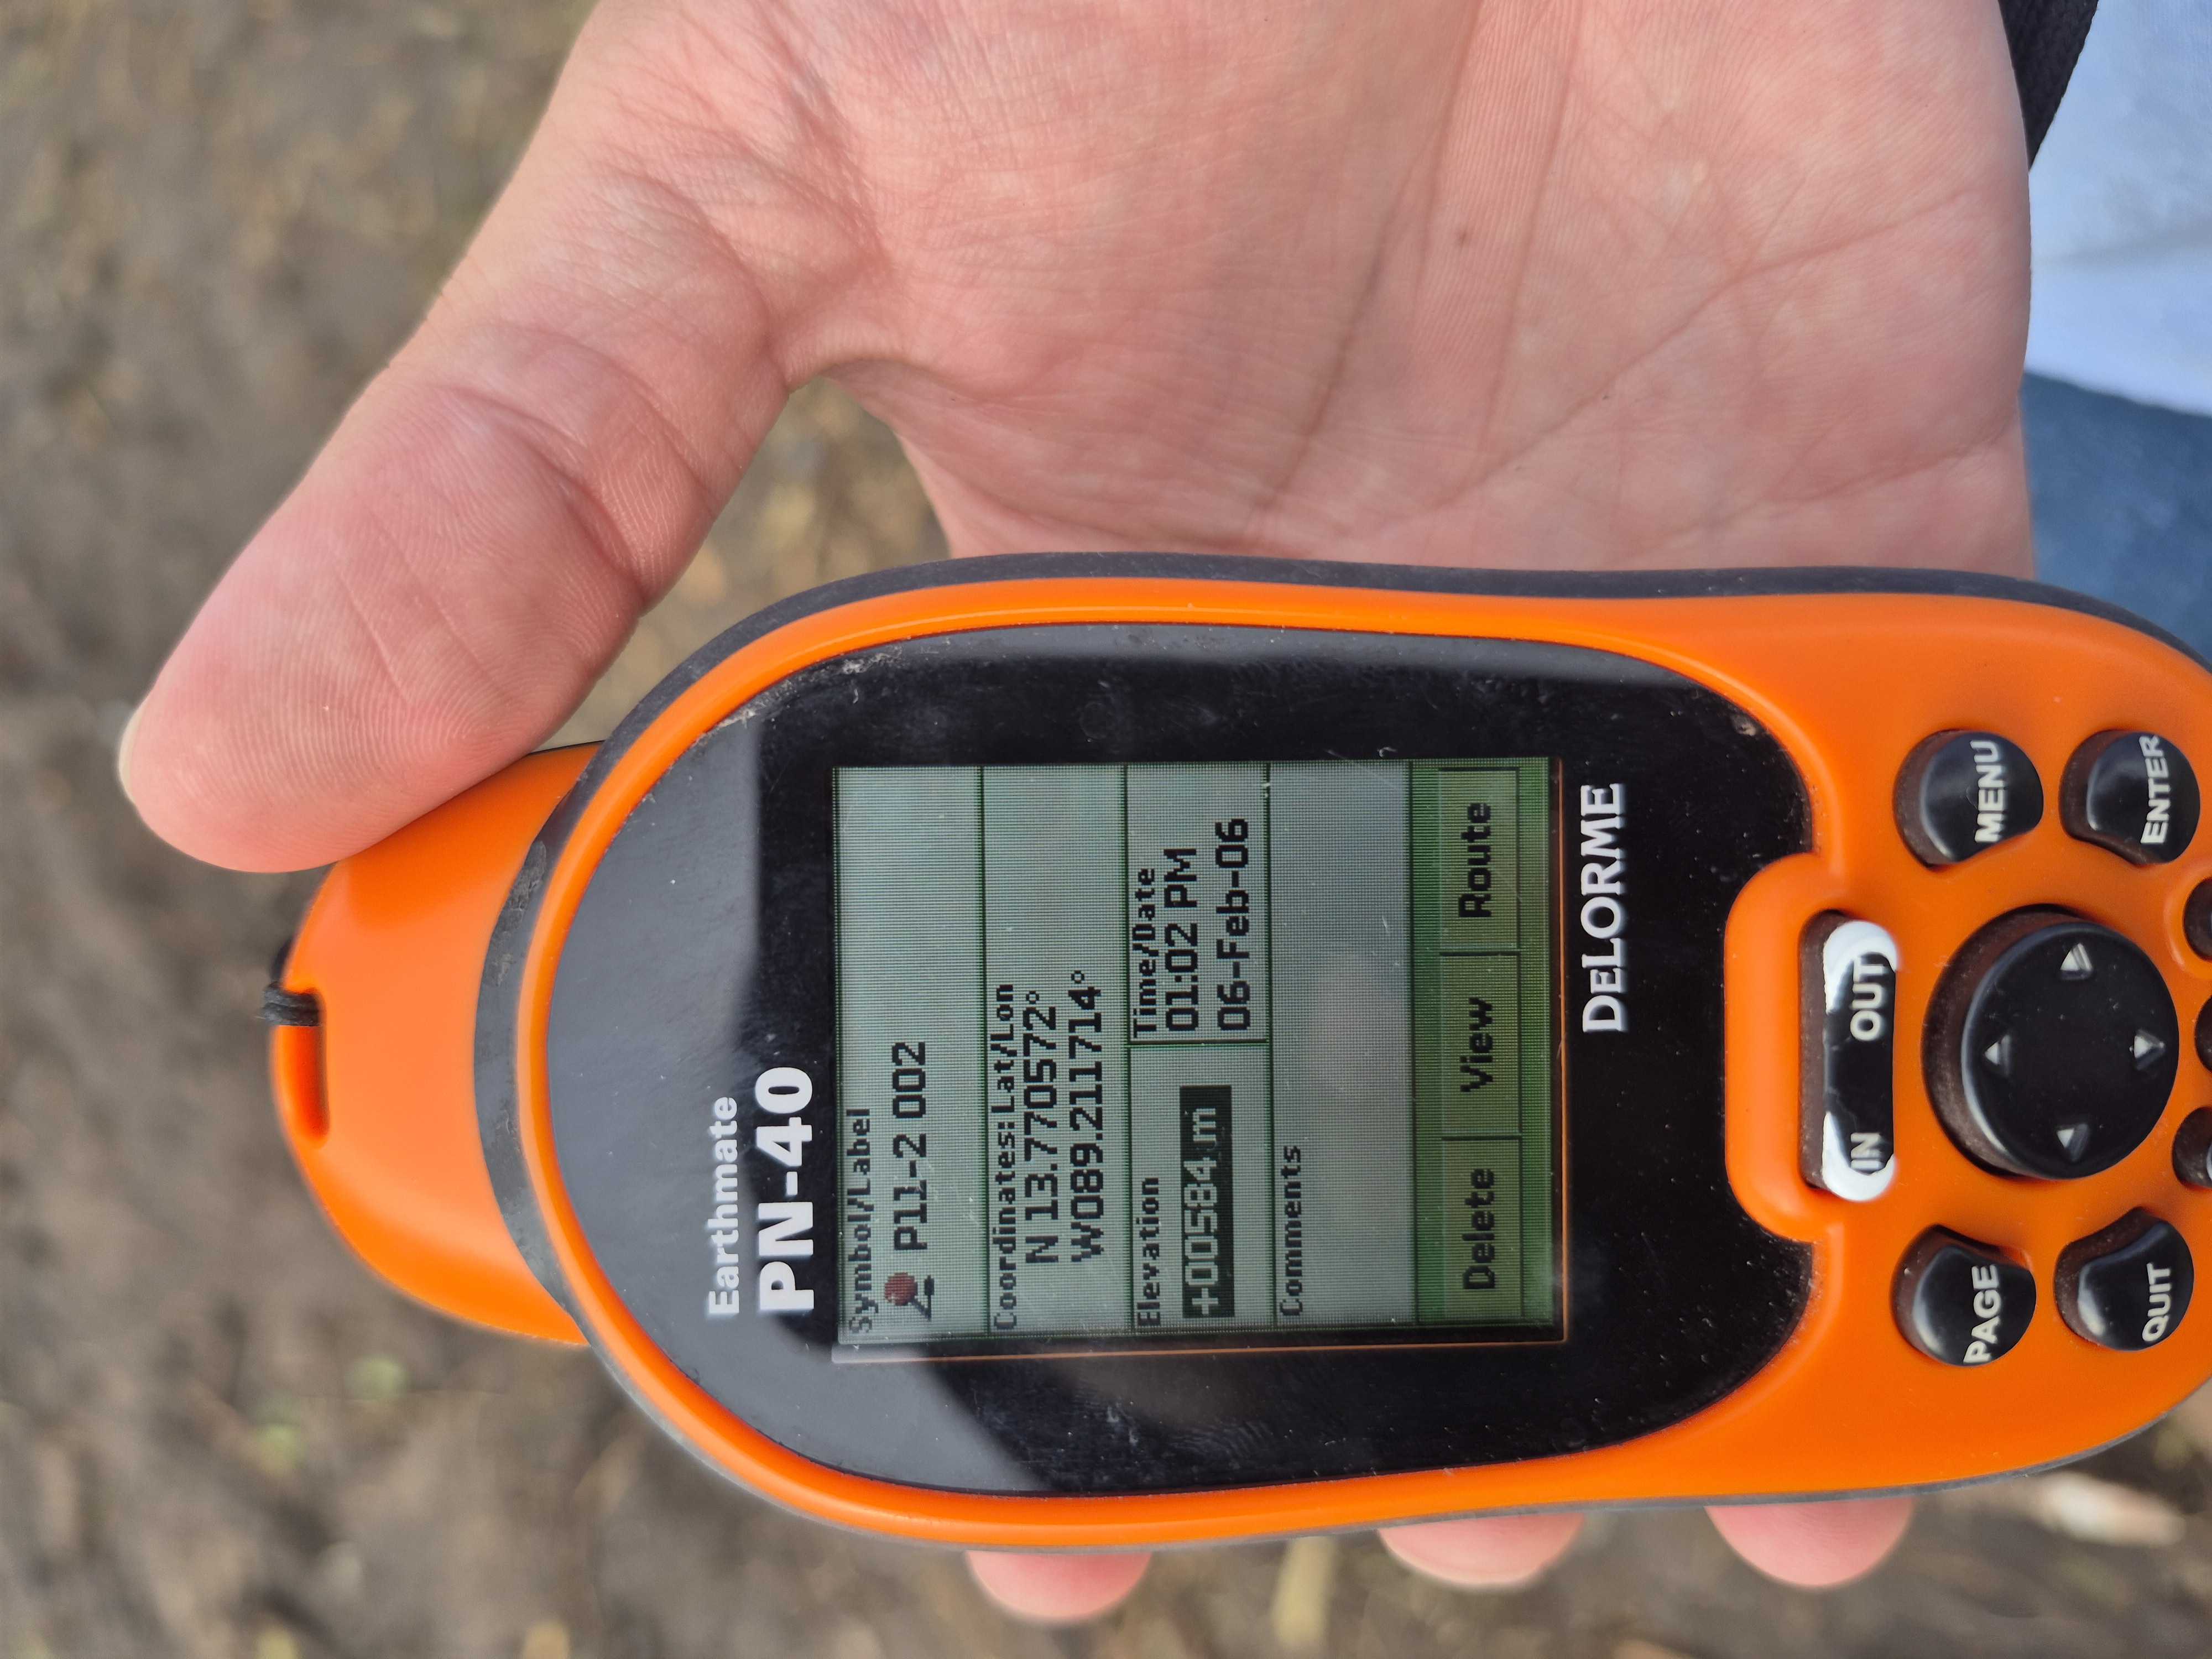 Earthmate
PN-40
Symbol/Label
P11-2 002
Coordinates: Lat/Lon
N 13.770572°
W089.211714°
Elevation
+00584 m
Time/Date
01:02 PM
06-Feb-06
Comments
Delete View Route
DELORME
PAGE IN OUT MENU
QUIT ENTER